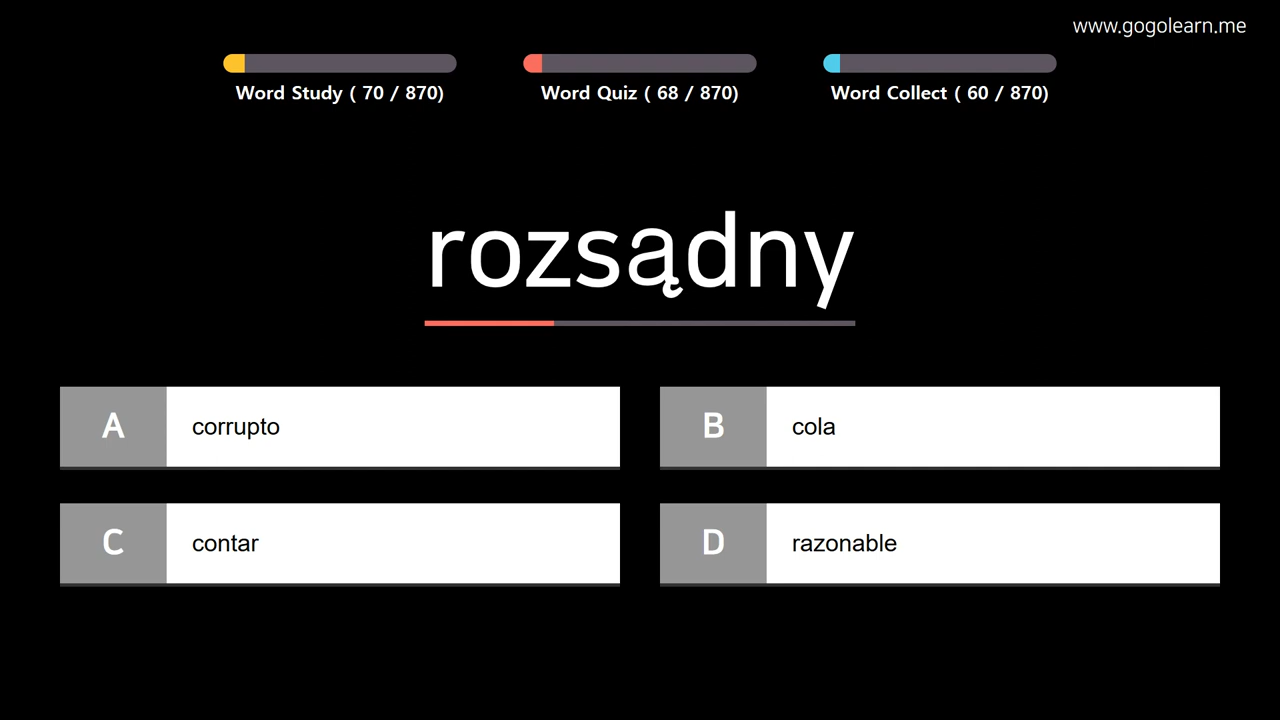 www.gogolearn.me
Word Study ( 70 / 870)
Word Quiz ( 68 / 870)
Word Collect ( 60 / 870)
rozsądny
A corrupto
B cola
C contar
D razonable